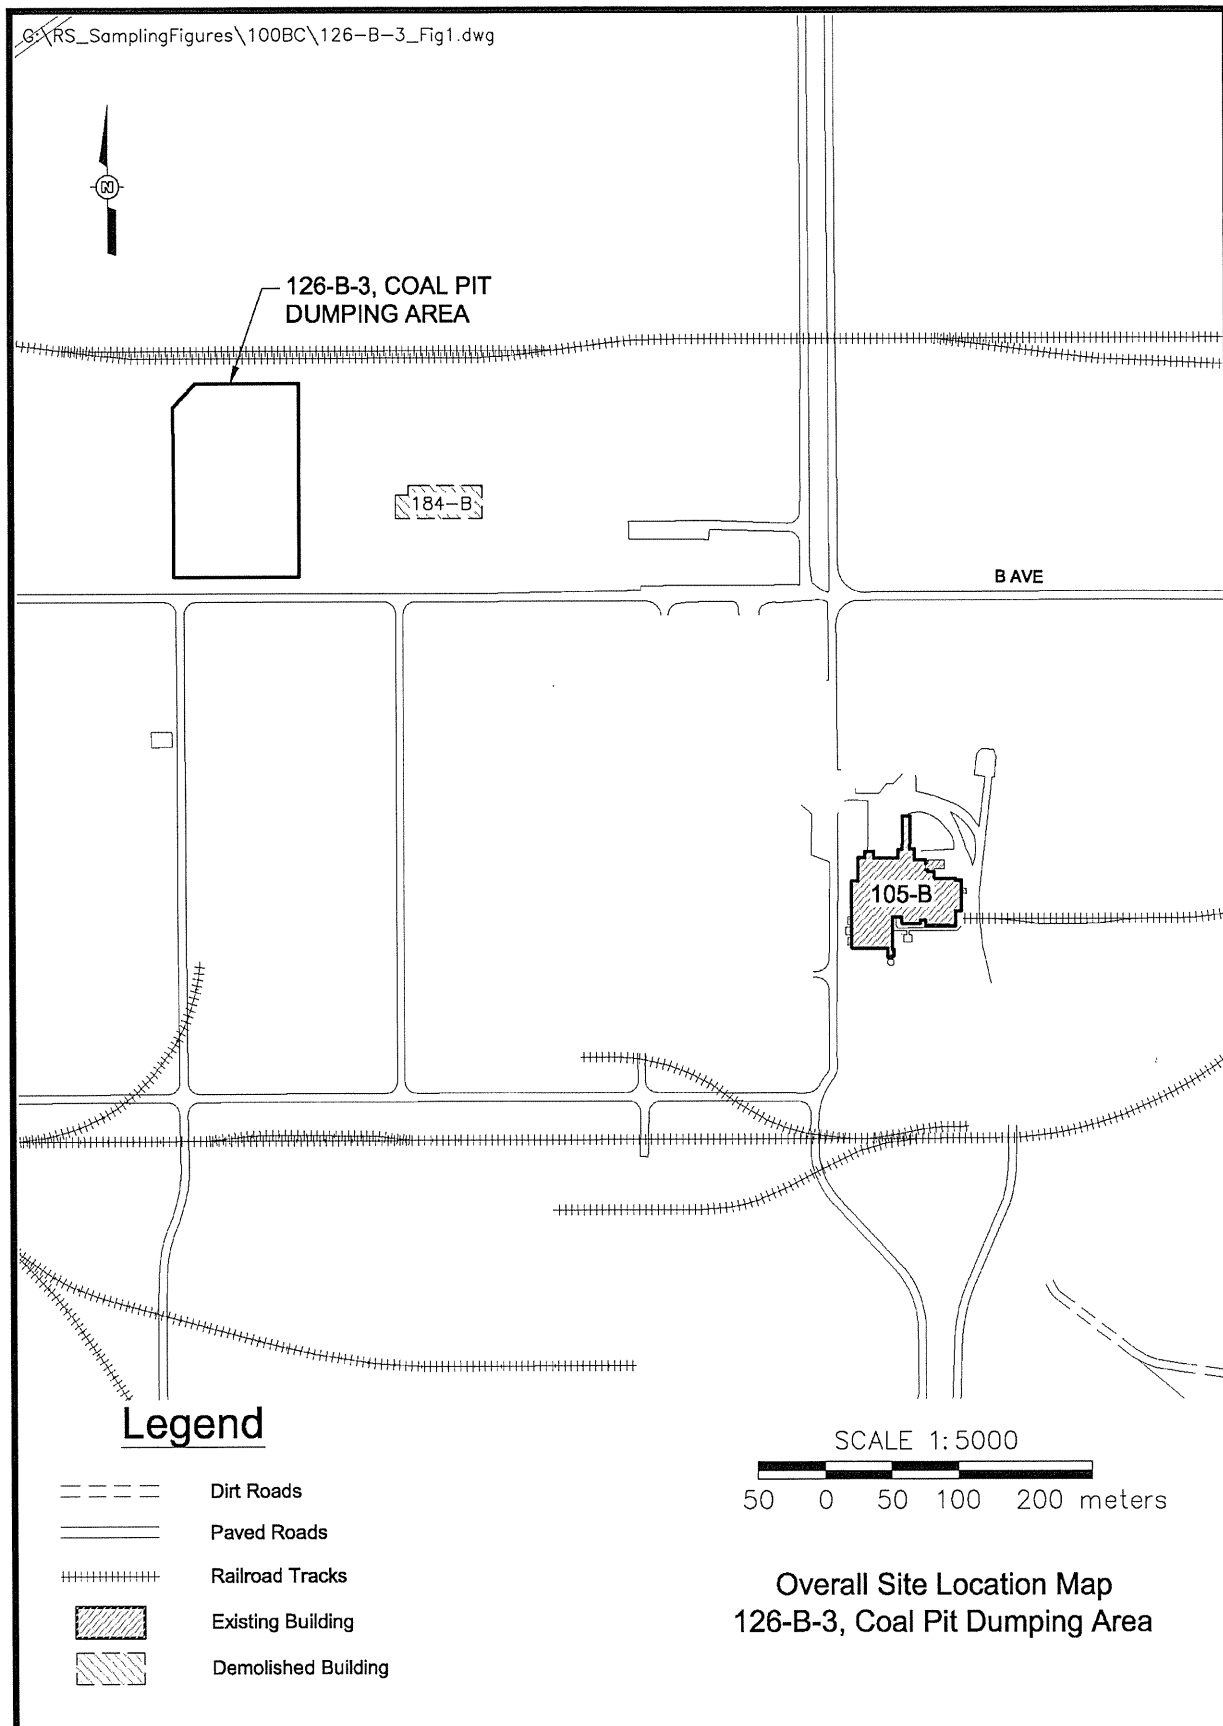 G:\RS_SamplingFigures\100BC\126-B-3_Fig1.dwg
N
126-B-3, COAL PIT
DUMPING AREA
184-B
B AVE
105-B
Legend
Dirt Roads
Paved Roads
Railroad Tracks
Existing Building
Demolished Building
SCALE 1:5000
50 0 50 100 200 meters
Overall Site Location Map
126-B-3, Coal Pit Dumping Area